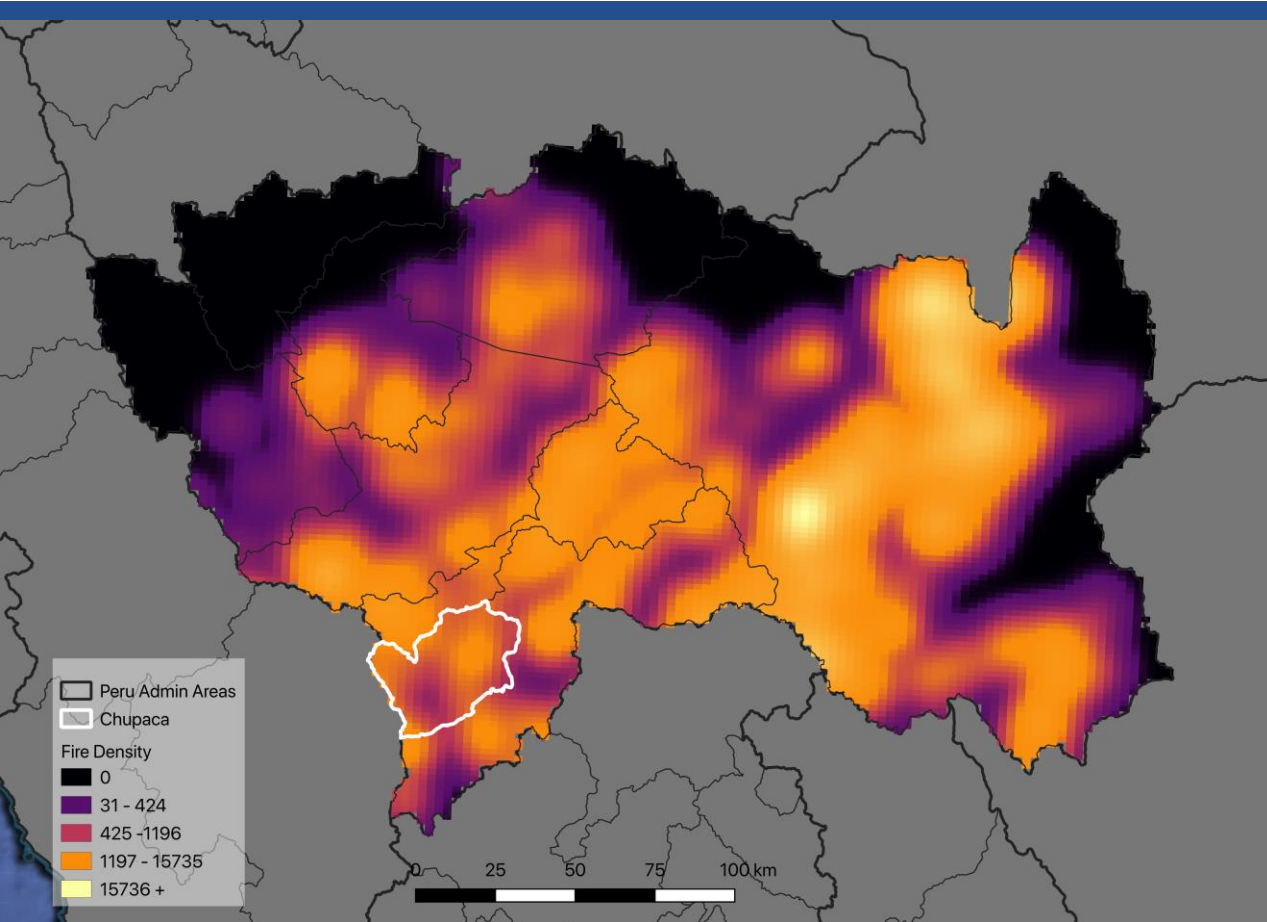 Peru Admin Areas
Chupaca
Fire Density
0
31 - 424
425 -1196
1197 - 15735
15736 +
0 25 50 75 100 km